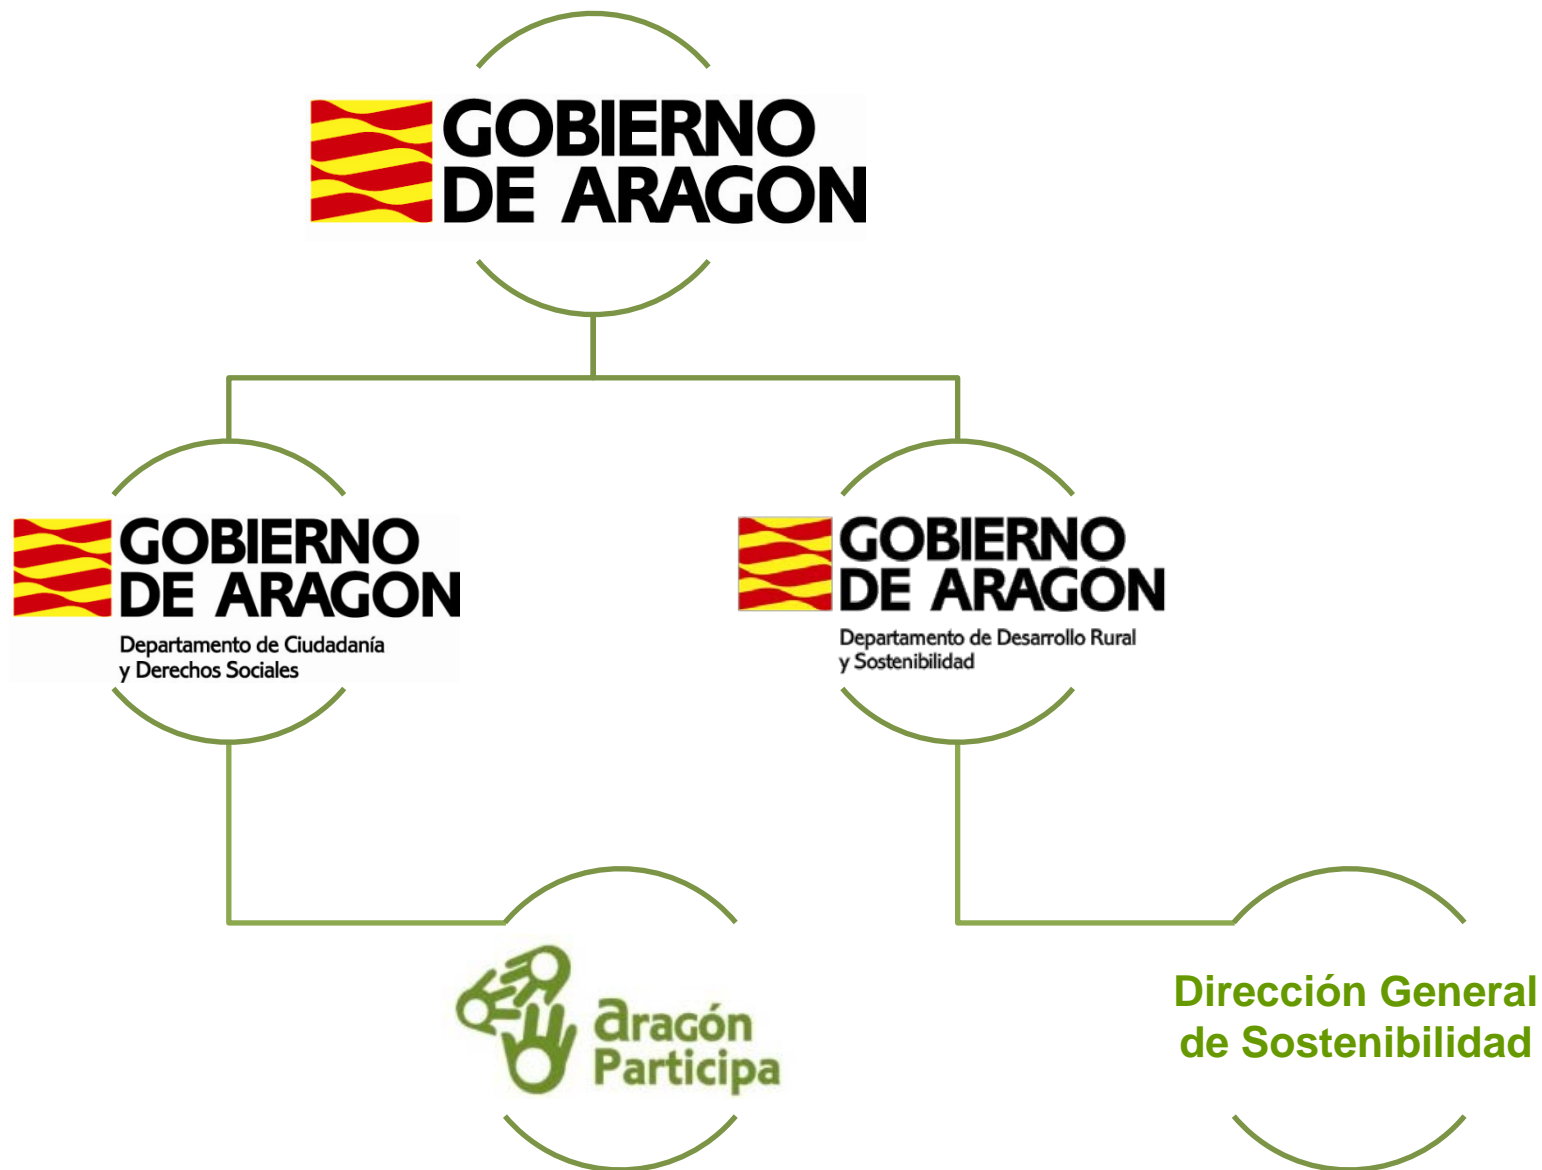 GOBIERNO
DE ARAGON
GOBIERNO
DE ARAGON
Departamento de Ciudadanía
y Derechos Sociales
GOBIERNO
DE ARAGON
Departamento de Desarrollo Rural
y Sostenibilidad
aragón
Participa
Dirección General
de Sostenibilidad